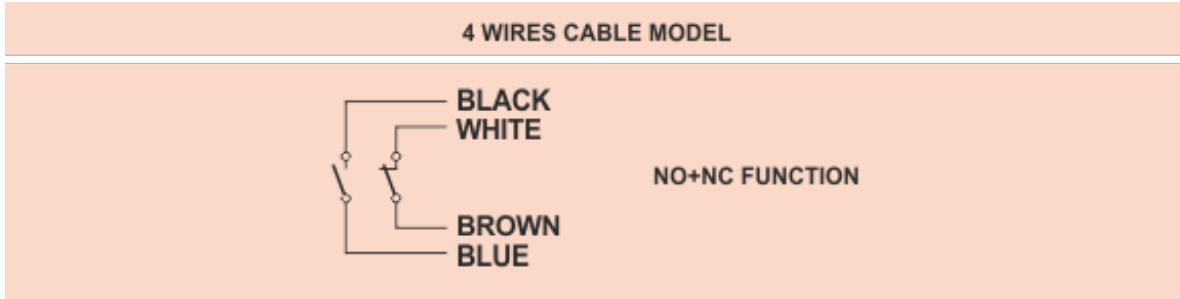 4 WIRES CABLE MODEL
BLACK
WHITE
NO+NC FUNCTION
BROWN
BLUE